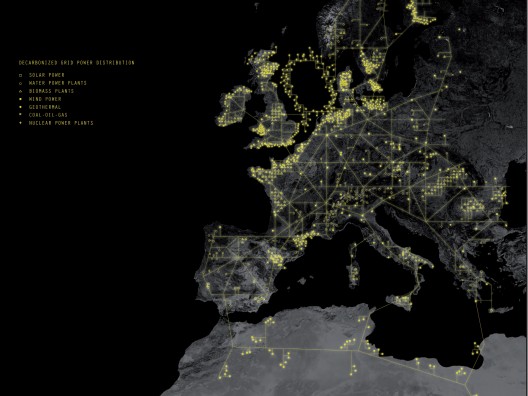 DECARBONIZED GRID POWER DISTRIBUTION
SOLAR POWER
WATER POWER PLANTS
BIOMASS PLANTS
WIND POWER
GEOTHERMAL
COAL-OIL-GAS
NUCLEAR POWER PLANTS